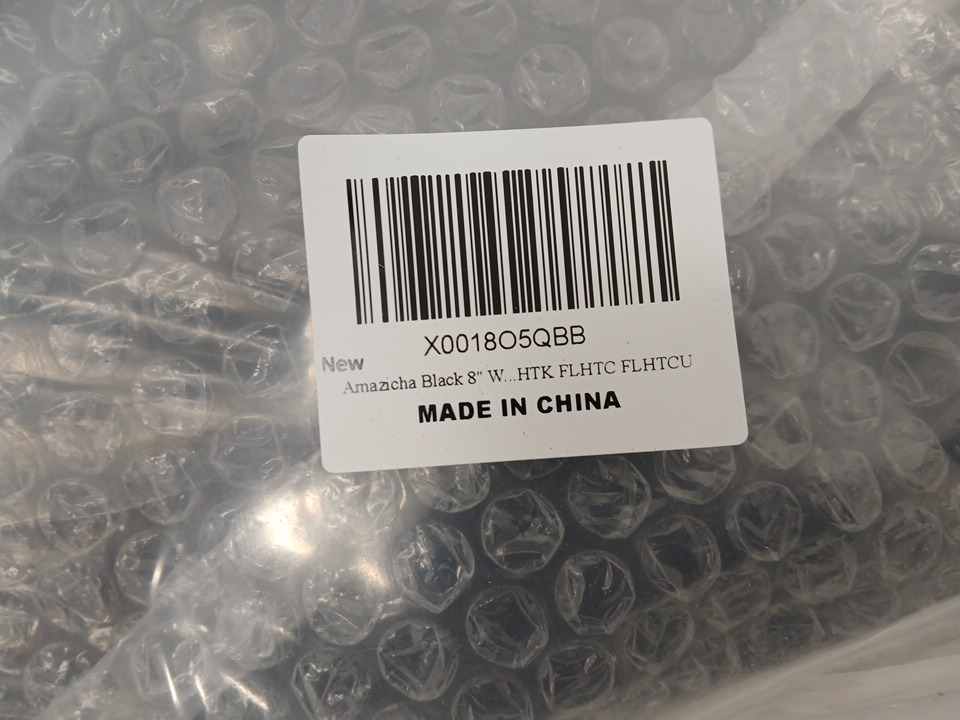 X0018O5QBB
New
Amazicha Black 8" W...HTK FLHTC FLHTCU
MADE IN CHINA